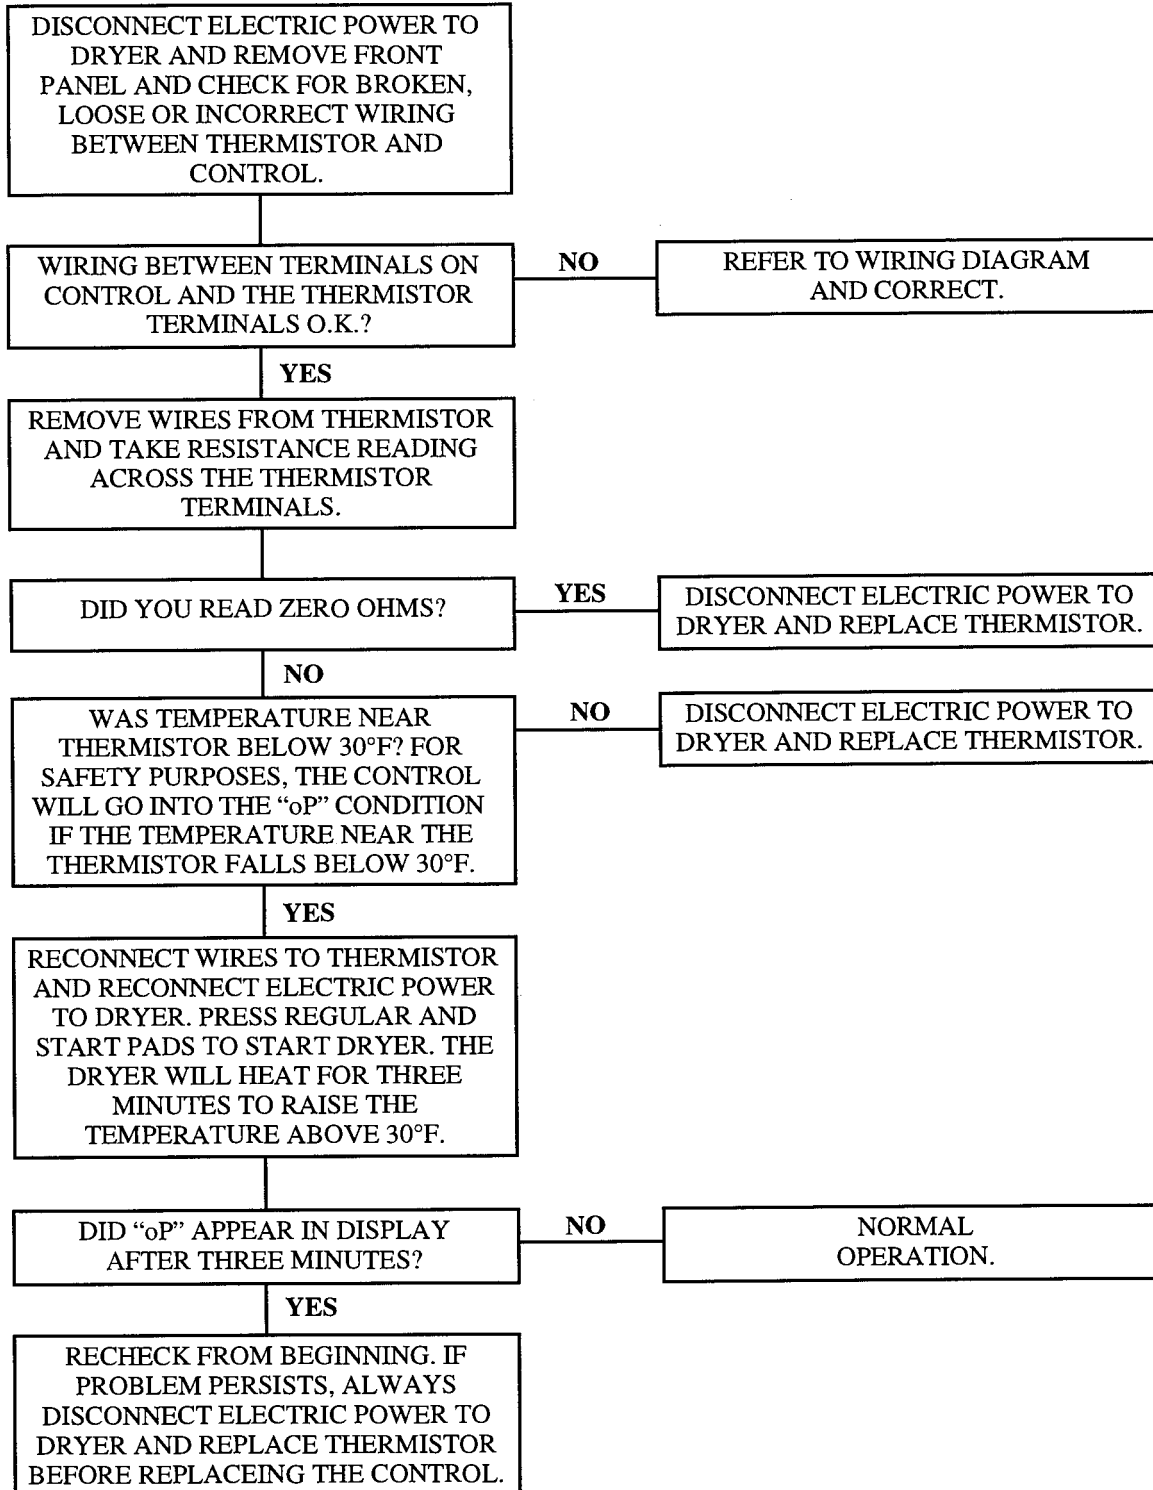 DISCONNECT ELECTRIC POWER TO
DRYER AND REMOVE FRONT
PANEL AND CHECK FOR BROKEN,
LOOSE OR INCORRECT WIRING
BETWEEN THERMISTOR AND
CONTROL.
WIRING BETWEEN TERMINALS ON
CONTROL AND THE THERMISTOR
TERMINALS O.K.?
NO
REFER TO WIRING DIAGRAM
AND CORRECT.
YES
REMOVE WIRES FROM THERMISTOR
AND TAKE RESISTANCE READING
ACROSS THE THERMISTOR
TERMINALS.
DID YOU READ ZERO OHMS?
YES
DISCONNECT ELECTRIC POWER TO
DRYER AND REPLACE THERMISTOR.
NO
WAS TEMPERATURE NEAR
THERMISTOR BELOW 30°F? FOR
SAFETY PURPOSES, THE CONTROL
WILL GO INTO THE “oP” CONDITION
IF THE TEMPERATURE NEAR THE
THERMISTOR FALLS BELOW 30°F.
NO
DISCONNECT ELECTRIC POWER TO
DRYER AND REPLACE THERMISTOR.
YES
RECONNECT WIRES TO THERMISTOR
AND RECONNECT ELECTRIC POWER
TO DRYER. PRESS REGULAR AND
START PADS TO START DRYER. THE
DRYER WILL HEAT FOR THREE
MINUTES TO RAISE THE
TEMPERATURE ABOVE 30°F.
DID “oP” APPEAR IN DISPLAY
AFTER THREE MINUTES?
NO
NORMAL
OPERATION.
YES
RECHECK FROM BEGINNING. IF
PROBLEM PERSISTS, ALWAYS
DISCONNECT ELECTRIC POWER TO
DRYER AND REPLACE THERMISTOR
BEFORE REPLACEING THE CONTROL.